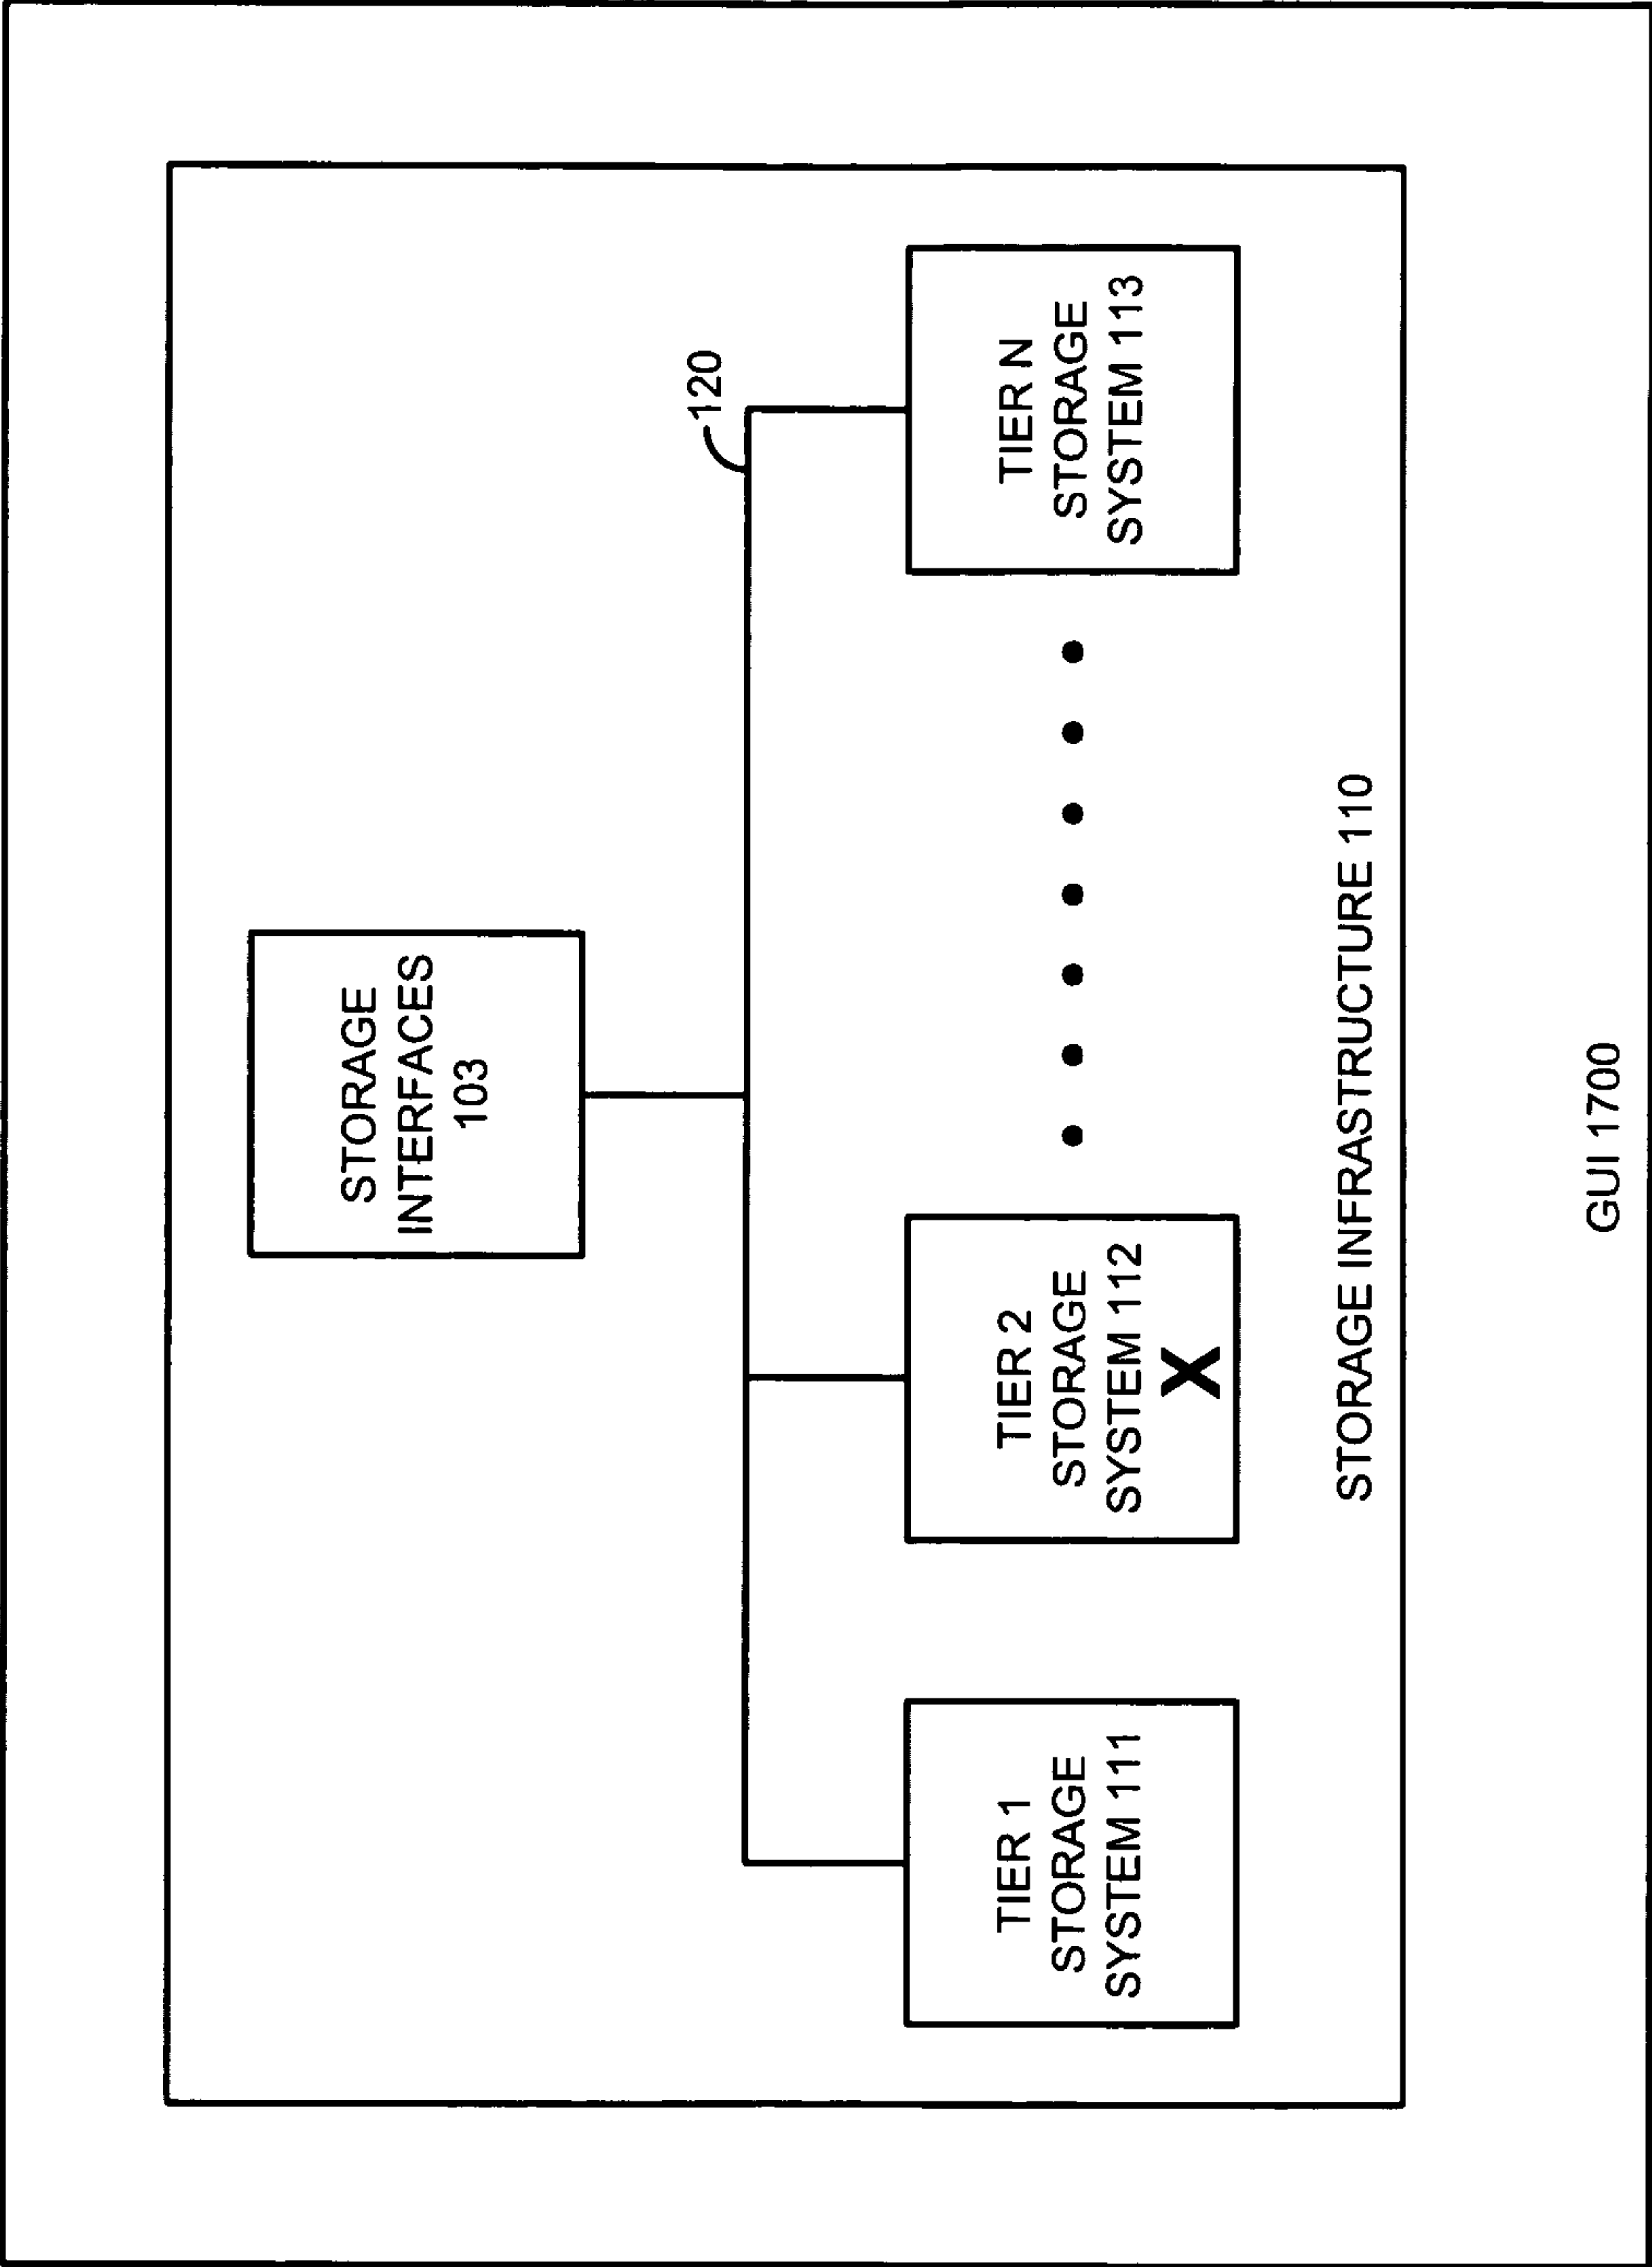 STORAGE
INTERFACES
103
120
TIER 1
STORAGE
SYSTEM 111
TIER 2
STORAGE
SYSTEM 112
X
TIER N
STORAGE
SYSTEM 113
STORAGE INFRASTRUCTURE 110
GUI 1700